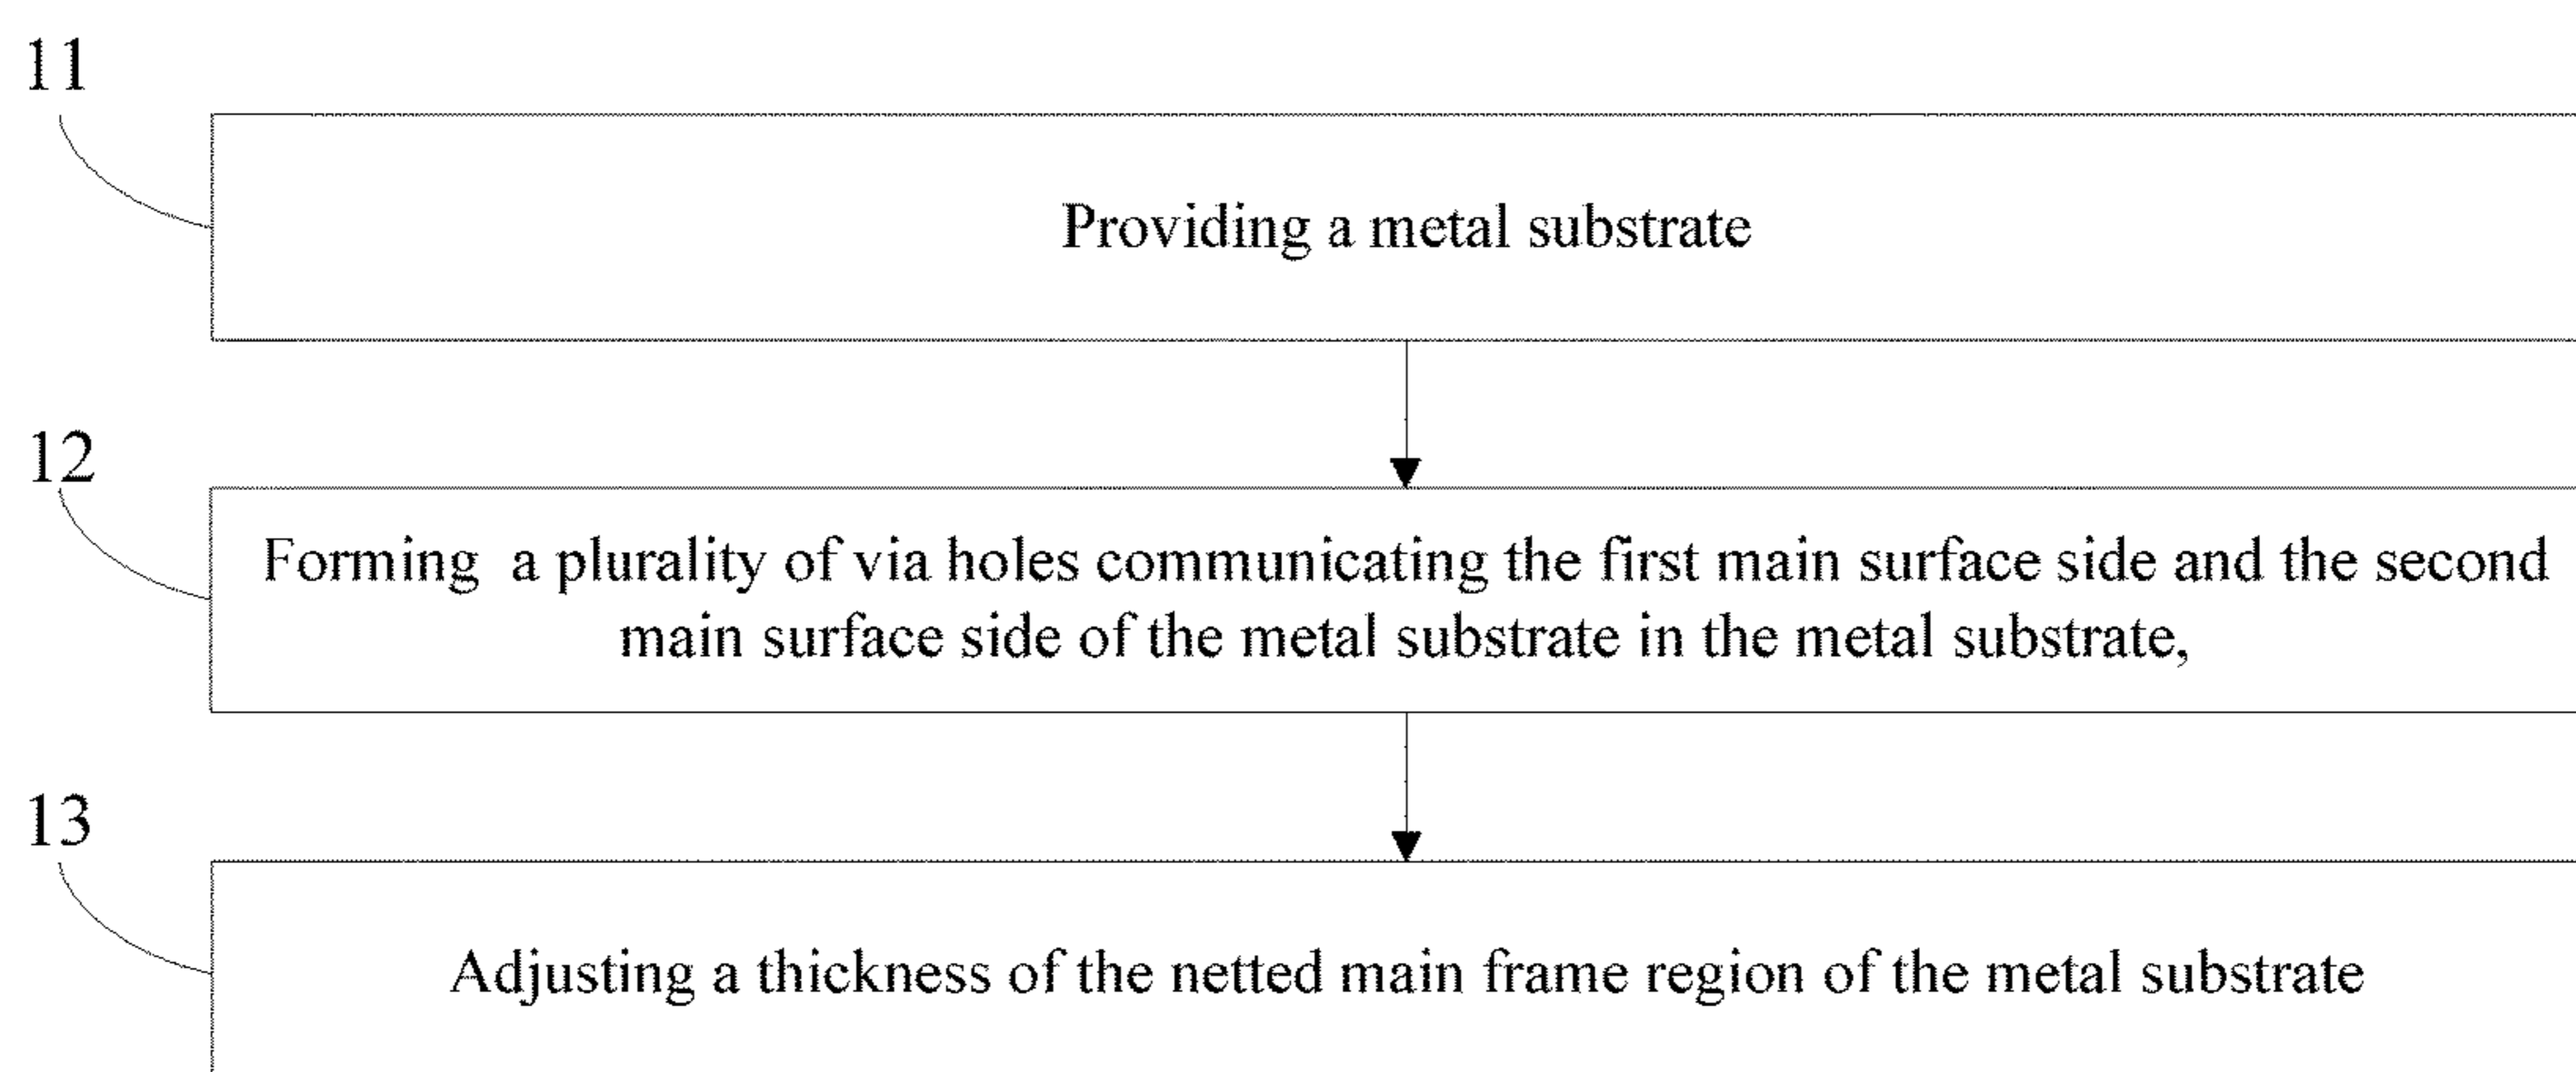 11
Providing a metal substrate
12
Forming a plurality of via holes communicating the first main surface side and the second
main surface side of the metal substrate in the metal substrate,
13
Adjusting a thickness of the netted main frame region of the metal substrate